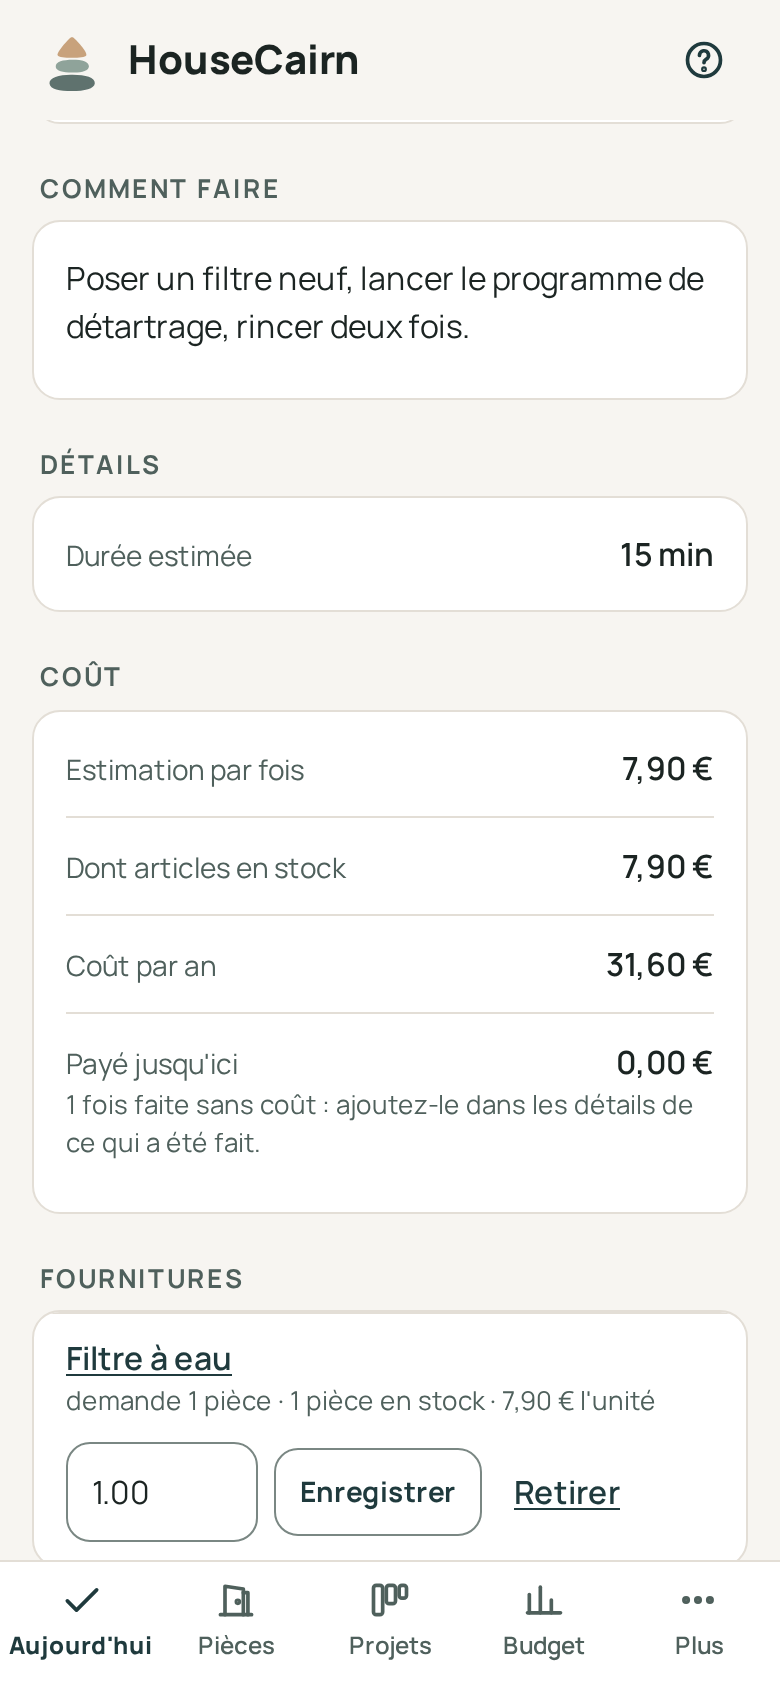 HouseCairn
COMMENT FAIRE
Poser un filtre neuf, lancer le programme de
détartrage, rincer deux fois.
DÉTAILS
Durée estimée 15 min
COÛT
Estimation par fois 7,90 €
Dont articles en stock 7,90 €
Coût par an 31,60 €
Payé jusqu'ici 0,00 €
1 fois faite sans coût : ajoutez-le dans les détails de
ce qui a été fait.
FOURNITURES
Filtre à eau
demande 1 pièce · 1 pièce en stock · 7,90 € l'unité
1.00 Enregistrer Retirer
Aujourd'hui Pièces Projets Budget Plus